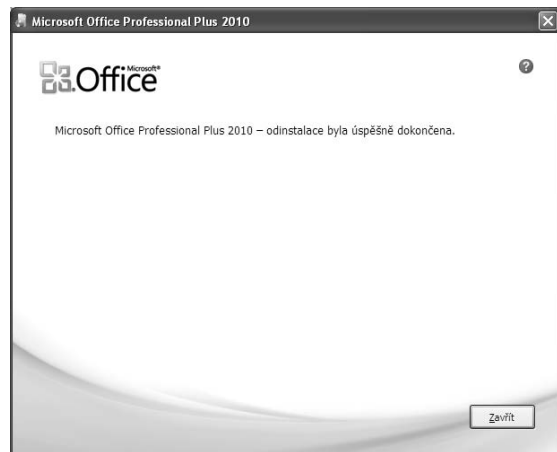 Microsoft Office Professional Plus 2010
Microsoft®
Office
?
Microsoft Office Professional Plus 2010 – odinstalace byla úspěšně dokončena.
Zavřít